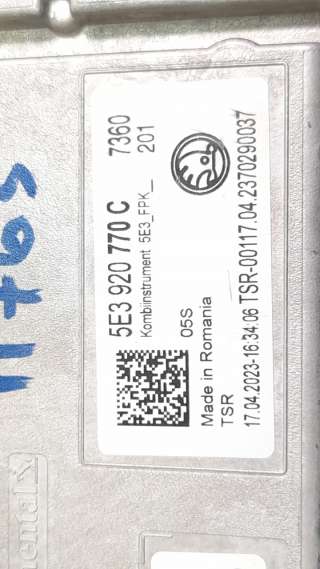 5E3 920 770 C 7360
Kombiinstrument 5E3_FPK__ 201
05S
Made in Romania
TSR
17.04.2023-16:34:06 TSR-00117.04.2370290037